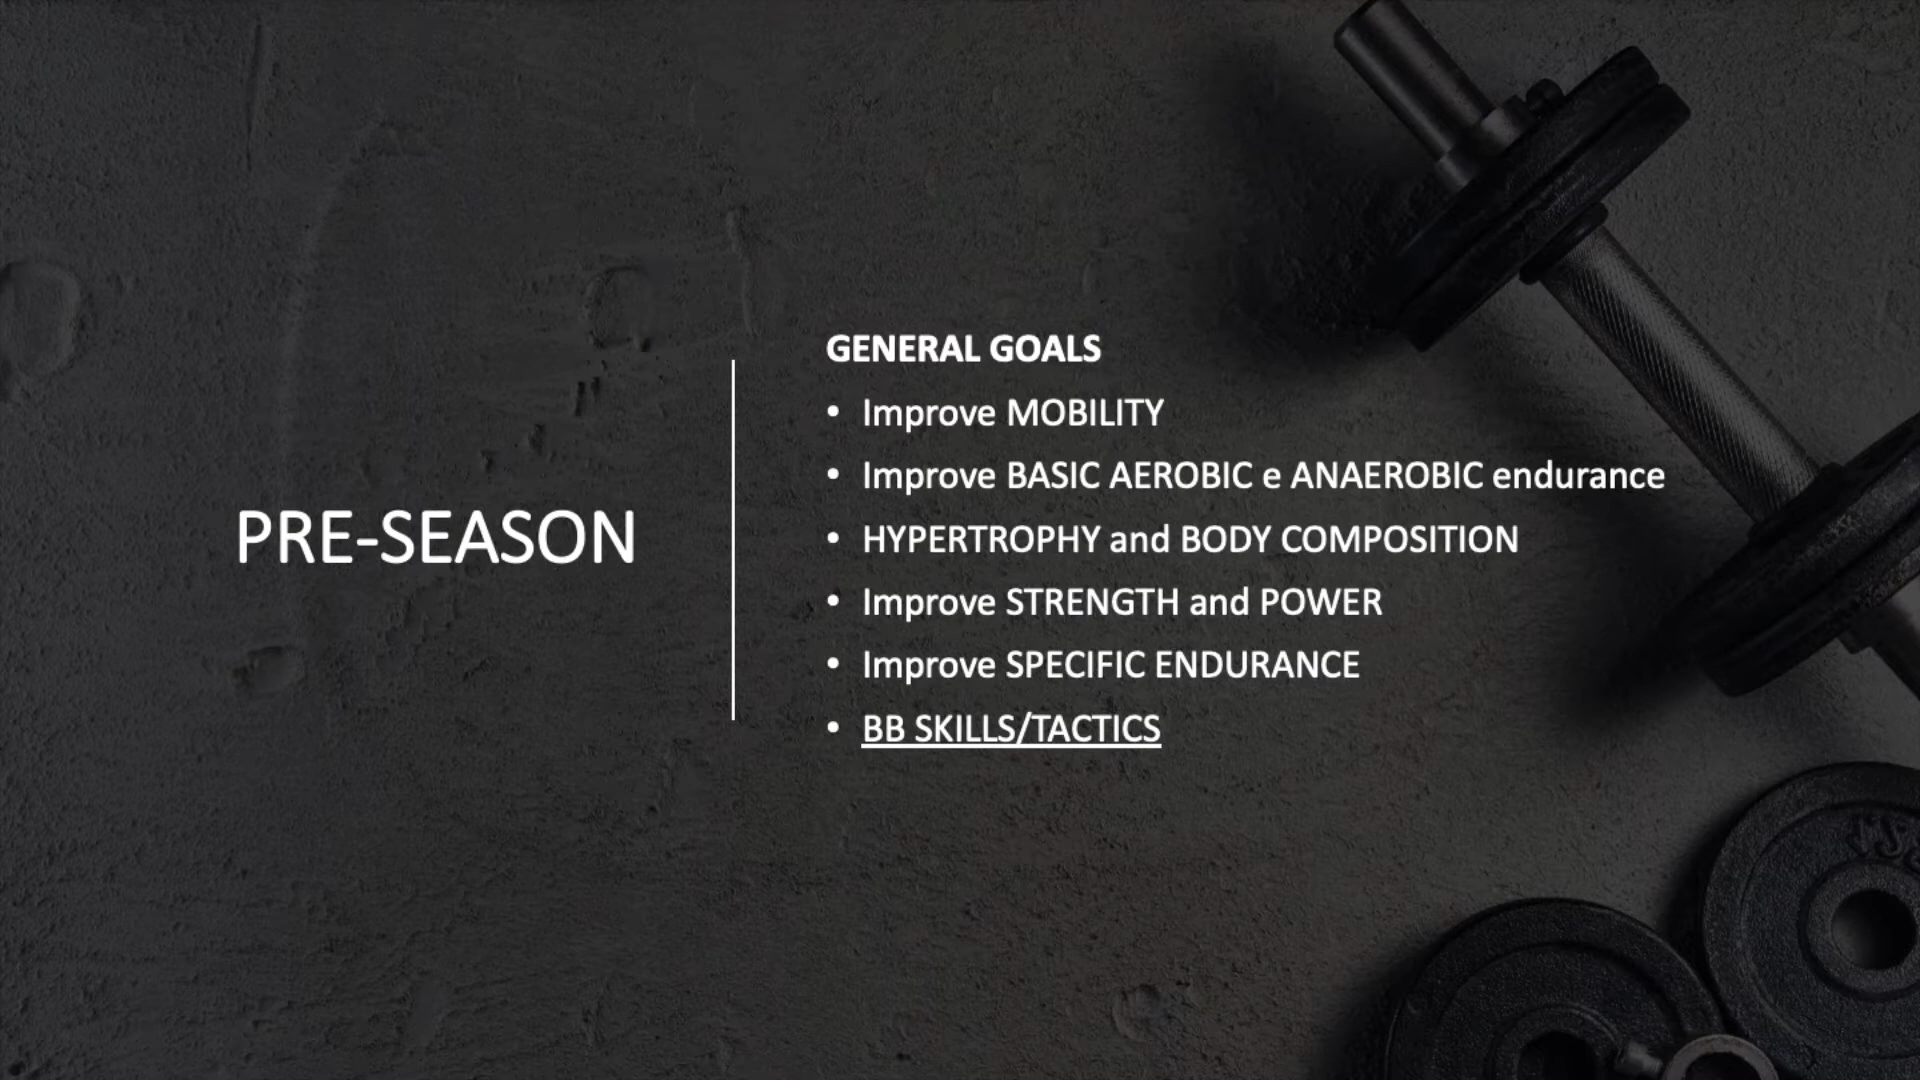 PRE-SEASON
GENERAL GOALS
• Improve MOBILITY
• Improve BASIC AEROBIC e ANAEROBIC endurance
• HYPERTROPHY and BODY COMPOSITION
• Improve STRENGTH and POWER
• Improve SPECIFIC ENDURANCE
• BB SKILLS/TACTICS